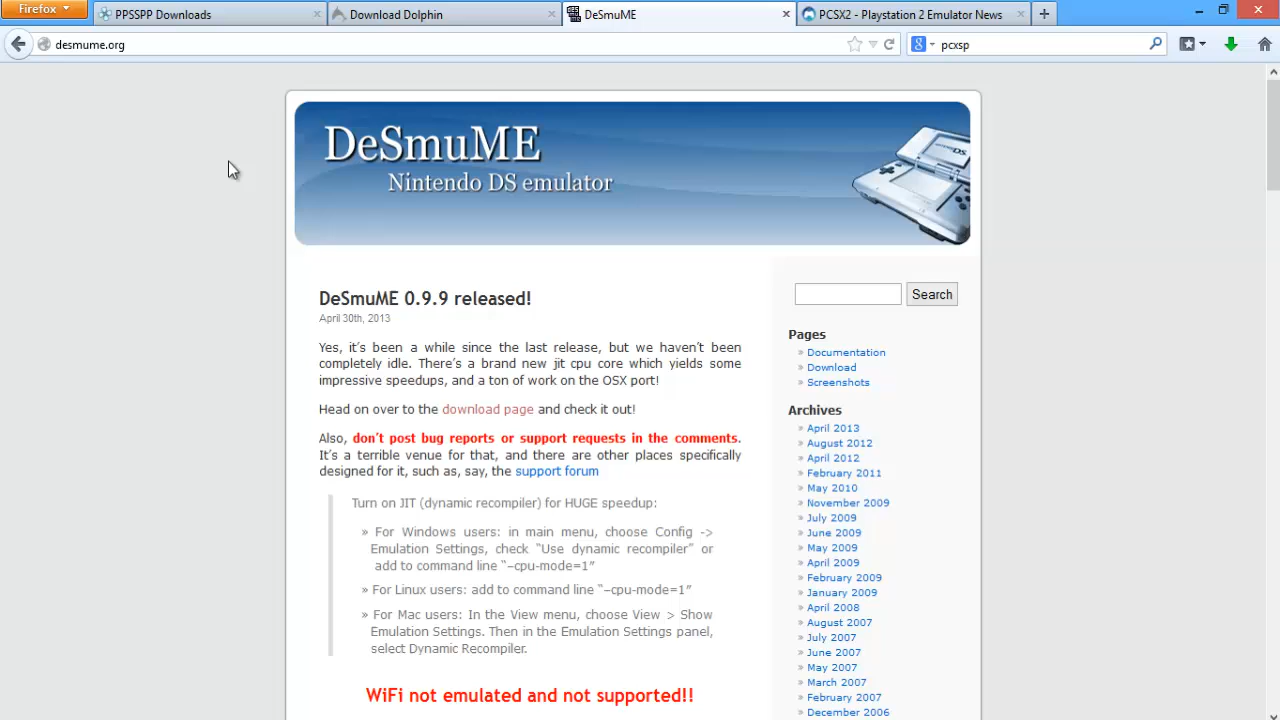 Firefox
PPSSPP Downloads
Download Dolphin
DeSmuME
PCSX2 - Playstation 2 Emulator News
desmume.org
pcxsp
DeSmuME
Nintendo DS emulator
DeSmuME 0.9.9 released!
April 30th, 2013
Yes, it's been a while since the last release, but we haven't been
completely idle. There's a brand new jit cpu core which yields some
impressive speedups, and a ton of work on the OSX port!
Head on over to the download page and check it out!
Also, don't post bug reports or support requests in the comments.
It's a terrible venue for that, and there are other places specifically
designed for it, such as, say, the support forum
Turn on JIT (dynamic recompiler) for HUGE speedup:
» For Windows users: in main menu, choose Config ->
Emulation Settings, check "Use dynamic recompiler" or
add to command line "–cpu-mode=1"
» For Linux users: add to command line "–cpu-mode=1"
» For Mac users: In the View menu, choose View > Show
Emulation Settings. Then in the Emulation Settings panel,
select Dynamic Recompiler.
WiFi not emulated and not supported!!
Search
Pages
» Documentation
» Download
» Screenshots
Archives
» April 2013
» August 2012
» April 2012
» February 2011
» May 2010
» November 2009
» July 2009
» June 2009
» May 2009
» April 2009
» February 2009
» January 2009
» April 2008
» August 2007
» July 2007
» June 2007
» May 2007
» March 2007
» February 2007
» December 2006